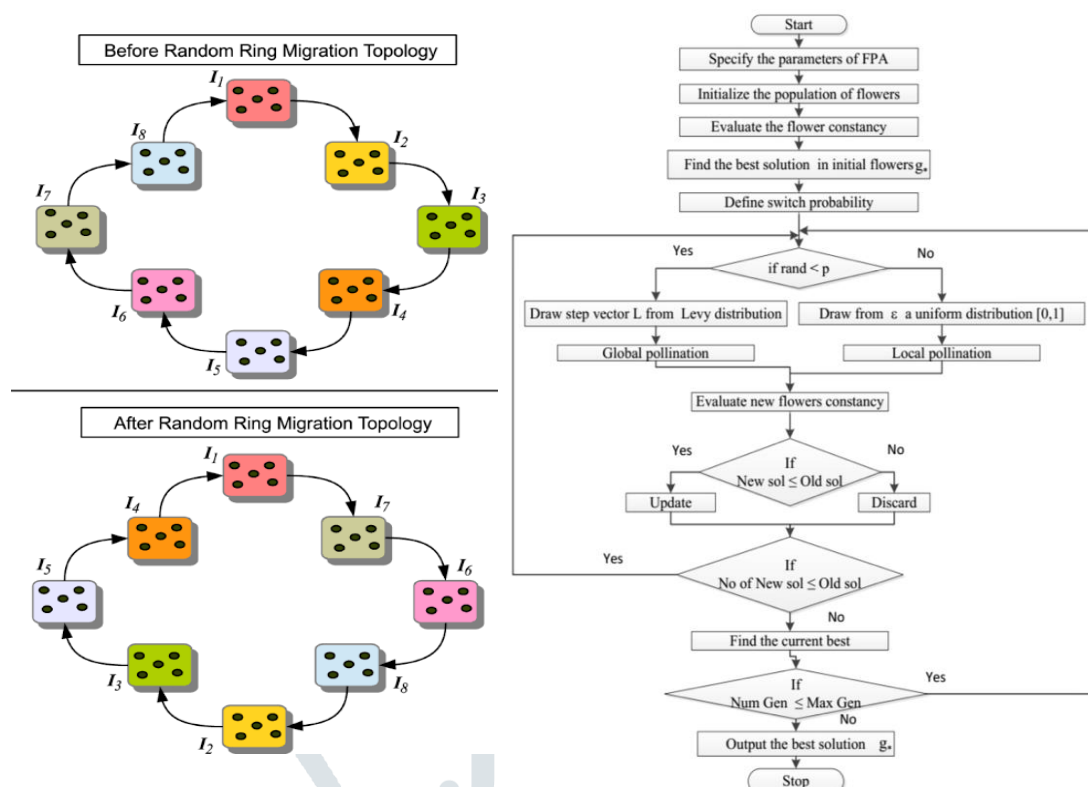 Before Random Ring Migration Topology
I1
I2
I3
I4
I5
I6
I7
I8
After Random Ring Migration Topology
I1
I7
I6
I8
I2
I3
I5
I4
Start
Specify the parameters of FPA
Initialize the population of flowers
Evaluate the flower constancy
Find the best solution in initial flowers g*
Define switch probability
Yes
if rand < p
No
Draw step vector L from Levy distribution
Draw from ε a uniform distribution [0,1]
Global pollination
Local pollination
Evaluate new flowers constancy
Yes
If
New sol ≤ Old sol
No
Update
Discard
Yes
If
No of New sol ≤ Old sol
No
Find the current best
If
Num Gen ≤ Max Gen
Yes
No
Output the best solution g*
Stop